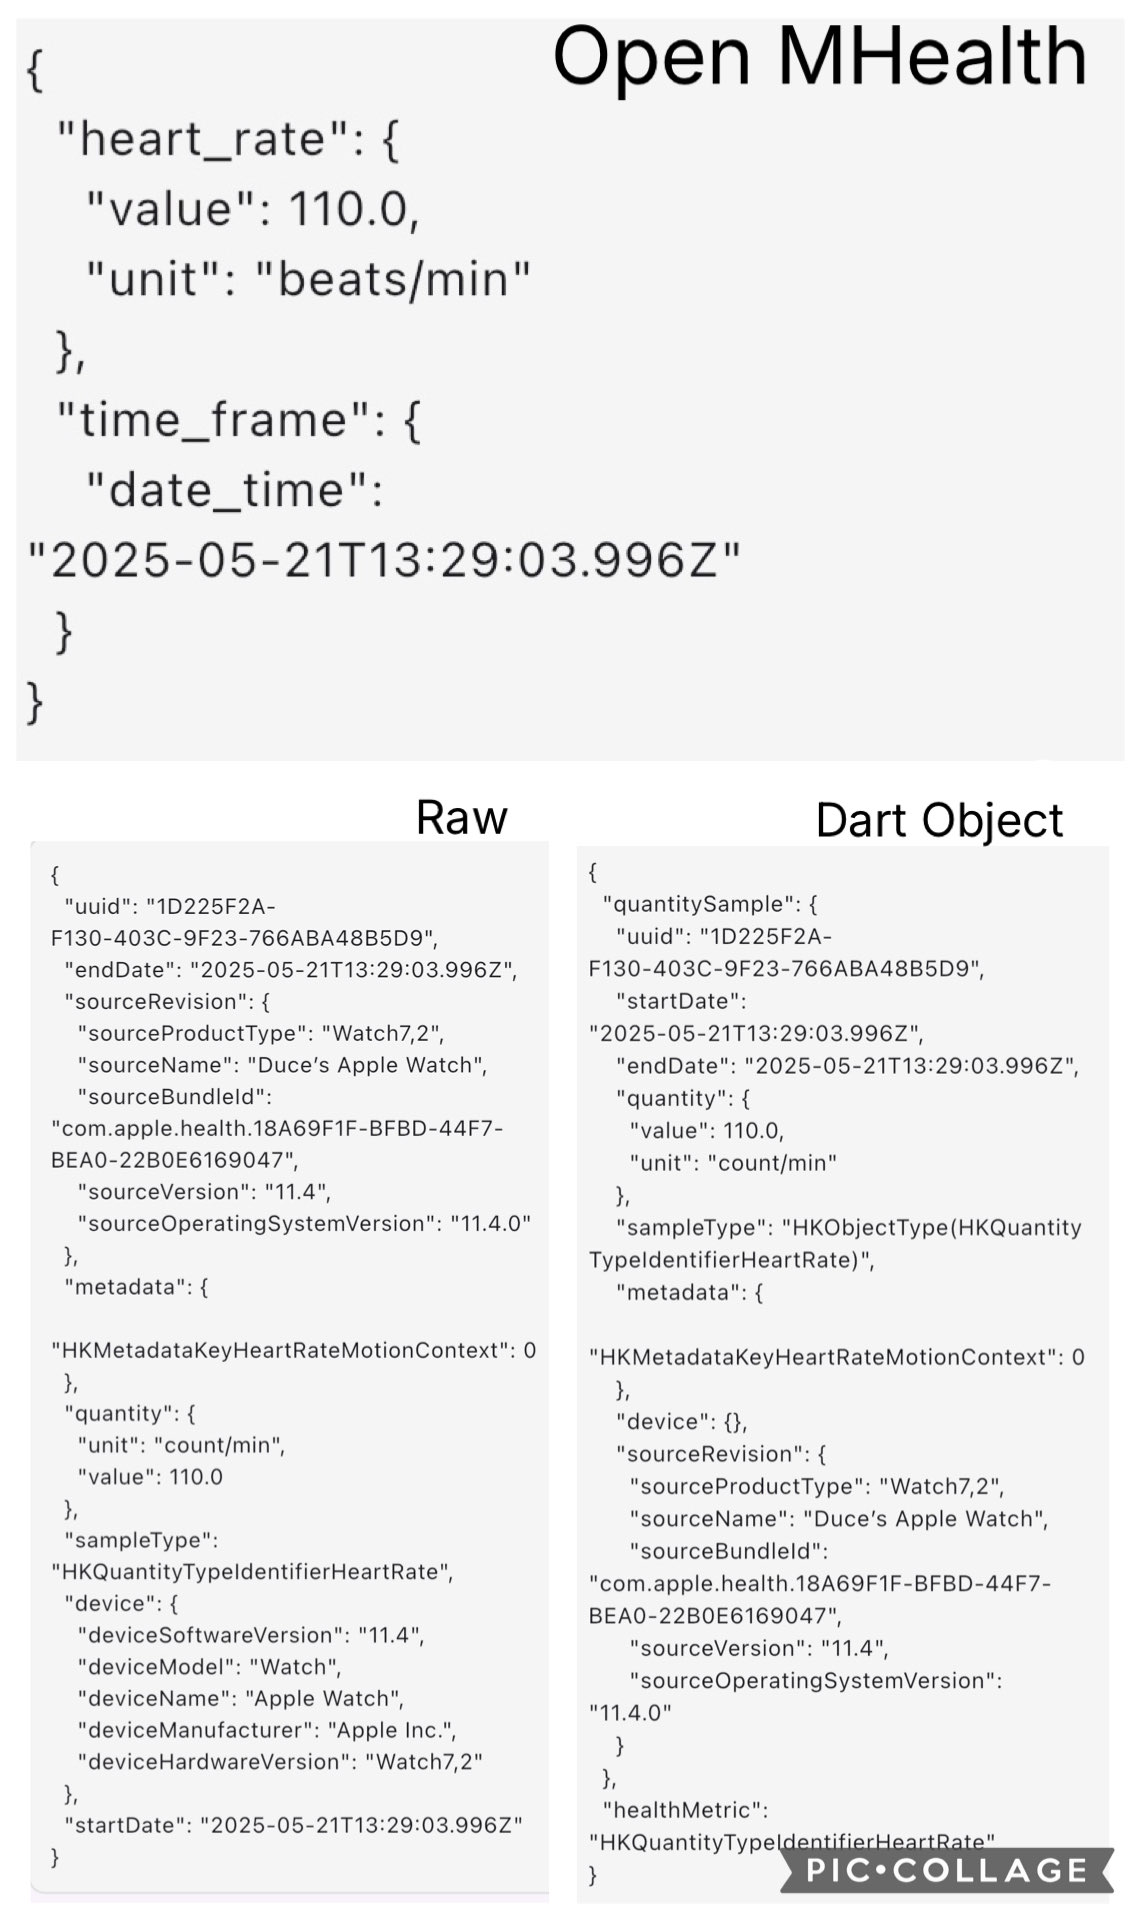 Open MHealth
{
"heart_rate": {
"value": 110.0,
"unit": "beats/min"
},
"time_frame": {
"date_time":
"2025-05-21T13:29:03.996Z"
}
}
Raw
{
"uuid": "1D225F2A-
F130-403C-9F23-766ABA48B5D9",
"endDate": "2025-05-21T13:29:03.996Z",
"sourceRevision": {
"sourceProductType": "Watch7,2",
"sourceName": "Duce’s Apple Watch",
"sourceBundleId":
"com.apple.health.18A69F1F-BFBD-44F7-
BEA0-22B0E6169047",
"sourceVersion": "11.4",
"sourceOperatingSystemVersion": "11.4.0"
},
"metadata": {
"HKMetadataKeyHeartRateMotionContext": 0
},
"quantity": {
"unit": "count/min",
"value": 110.0
},
"sampleType":
"HKQuantityTypeIdentifierHeartRate",
"device": {
"deviceSoftwareVersion": "11.4",
"deviceModel": "Watch",
"deviceName": "Apple Watch",
"deviceManufacturer": "Apple Inc.",
"deviceHardwareVersion": "Watch7,2"
},
"startDate": "2025-05-21T13:29:03.996Z"
}
Dart Object
{
"quantitySample": {
"uuid": "1D225F2A-
F130-403C-9F23-766ABA48B5D9",
"startDate":
"2025-05-21T13:29:03.996Z",
"endDate": "2025-05-21T13:29:03.996Z",
"quantity": {
"value": 110.0,
"unit": "count/min"
},
"sampleType": "HKObjectType(HKQuantity
TypeIdentifierHeartRate)",
"metadata": {
"HKMetadataKeyHeartRateMotionContext": 0
},
"device": {},
"sourceRevision": {
"sourceProductType": "Watch7,2",
"sourceName": "Duce’s Apple Watch",
"sourceBundleId":
"com.apple.health.18A69F1F-BFBD-44F7-
BEA0-22B0E6169047",
"sourceVersion": "11.4",
"sourceOperatingSystemVersion":
"11.4.0"
}
},
"healthMetric":
"HKQuantityTypeIdentifierHeartRate"
}
PIC•COLLAGE